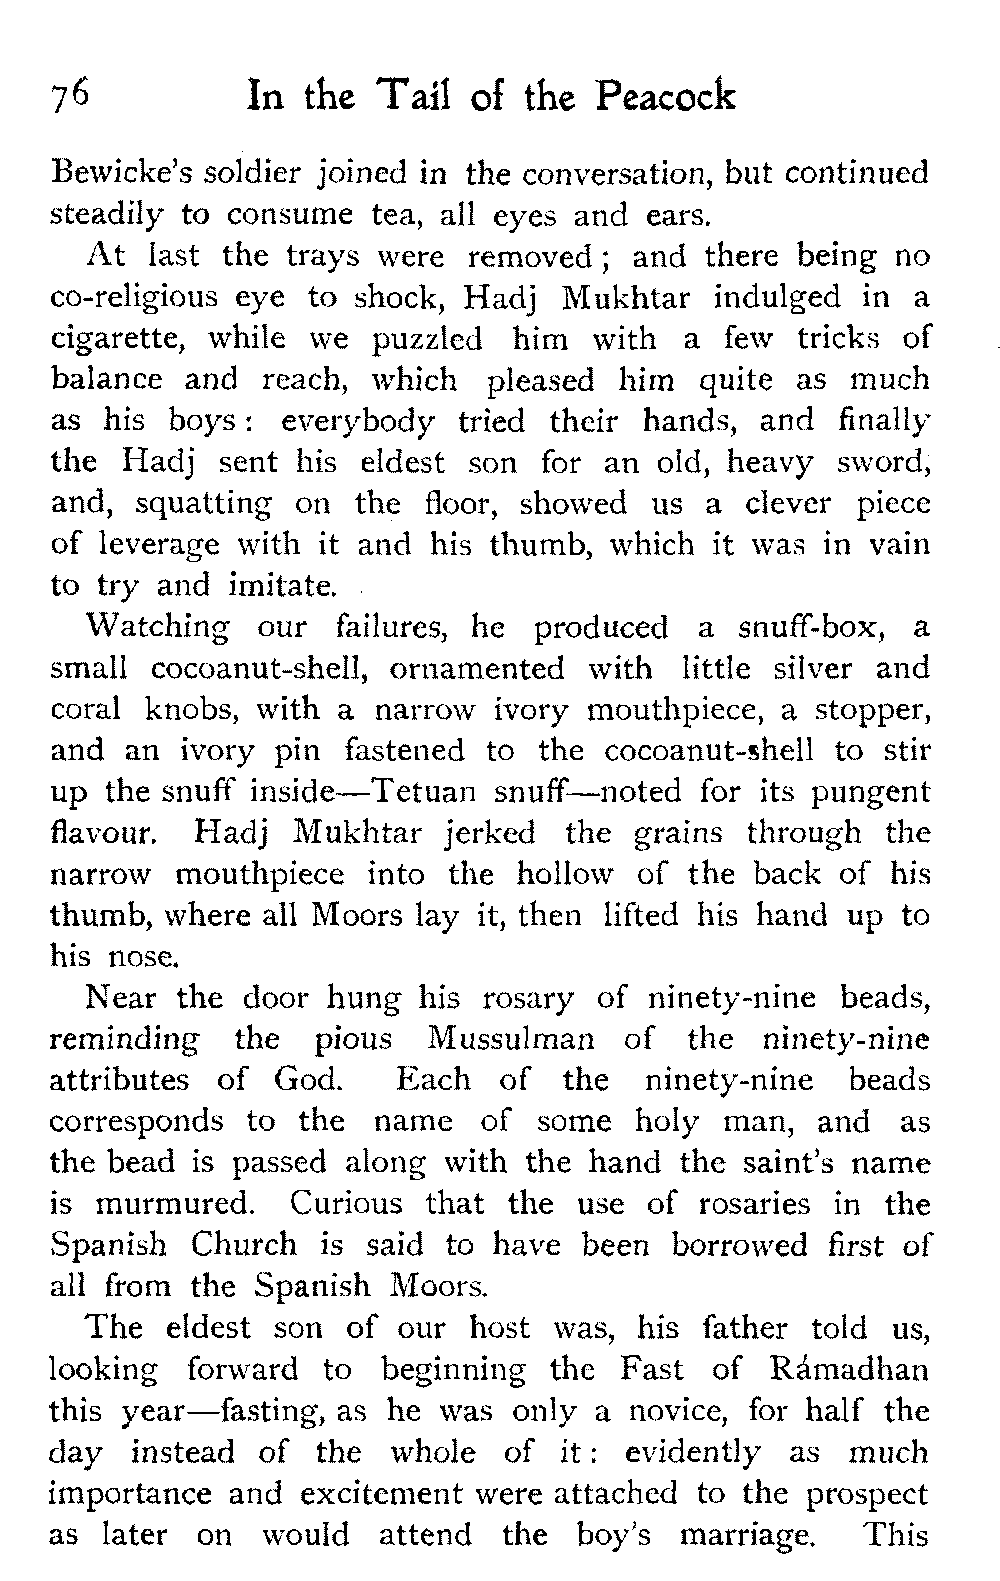 76 In the Tail of the Peacock
Bewicke's soldier joined in the conversation, but continued
steadily to consume tea, all eyes and ears.
At last the trays were removed; and there being no
co-religious eye to shock, Hadj Mukhtar indulged in a
cigarette, while we puzzled him with a few tricks of
balance and reach, which pleased him quite as much
as his boys: everybody tried their hands, and finally
the Hadj sent his eldest son for an old, heavy sword,
and, squatting on the floor, showed us a clever piece
of leverage with it and his thumb, which it was in vain
to try and imitate.
Watching our failures, he produced a snuff-box, a
small cocoanut-shell, ornamented with little silver and
coral knobs, with a narrow ivory mouthpiece, a stopper,
and an ivory pin fastened to the cocoanut-shell to stir
up the snuff inside—Tetuan snuff—noted for its pungent
flavour. Hadj Mukhtar jerked the grains through the
narrow mouthpiece into the hollow of the back of his
thumb, where all Moors lay it, then lifted his hand up to
his nose.
Near the door hung his rosary of ninety-nine beads,
reminding the pious Mussulman of the ninety-nine
attributes of God. Each of the ninety-nine beads
corresponds to the name of some holy man, and as
the bead is passed along with the hand the saint's name
is murmured. Curious that the use of rosaries in the
Spanish Church is said to have been borrowed first of
all from the Spanish Moors.
The eldest son of our host was, his father told us,
looking forward to beginning the Fast of Rámadhan
this year—fasting, as he was only a novice, for half the
day instead of the whole of it: evidently as much
importance and excitement were attached to the prospect
as later on would attend the boy's marriage. This